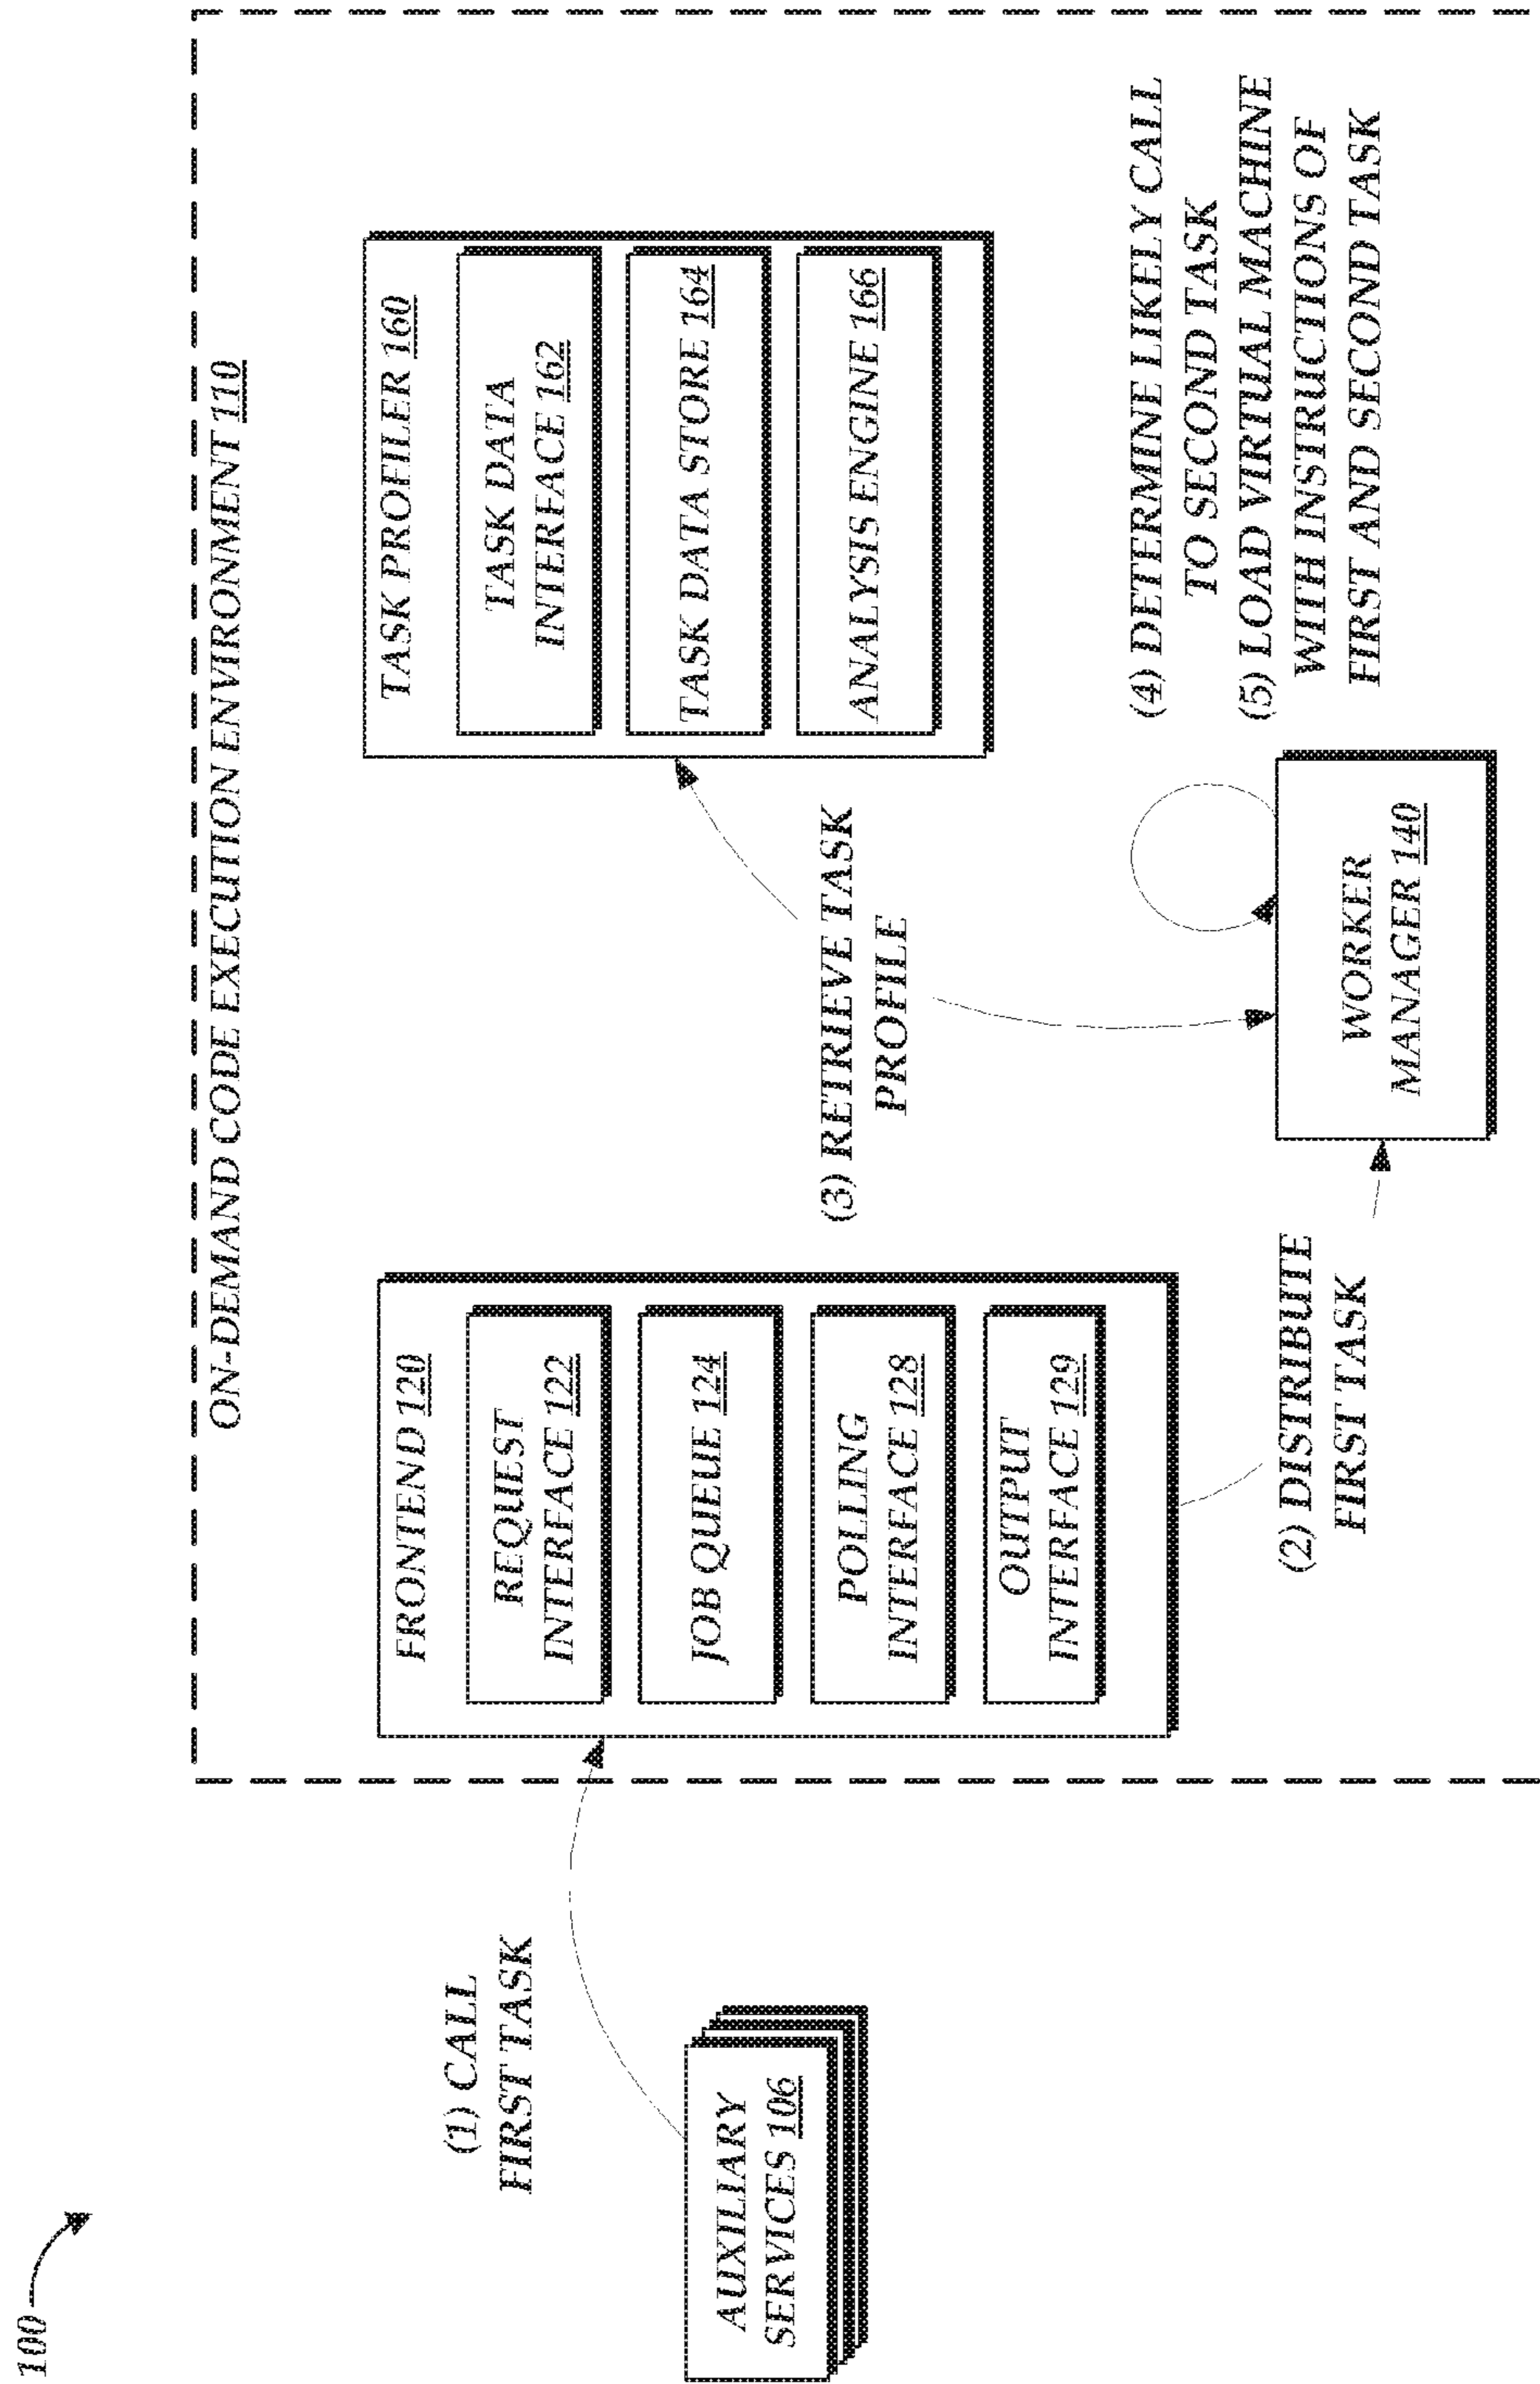 100
ON-DEMAND CODE EXECUTION ENVIRONMENT 110
(1) CALL
FIRST TASK
AUXILIARY
SERVICES 106
FRONTEND 120
REQUEST
INTERFACE 122
JOB QUEUE 124
POLLING
INTERFACE 128
OUTPUT
INTERFACE 129
(2) DISTRIBUTE
FIRST TASK
(3) RETRIEVE TASK
PROFILE
TASK PROFILER 160
TASK DATA
INTERFACE 162
TASK DATA STORE 164
ANALYSIS ENGINE 166
WORKER
MANAGER 140
(4) DETERMINE LIKELY CALL
TO SECOND TASK
(5) LOAD VIRTUAL MACHINE
WITH INSTRUCTIONS OF
FIRST AND SECOND TASK